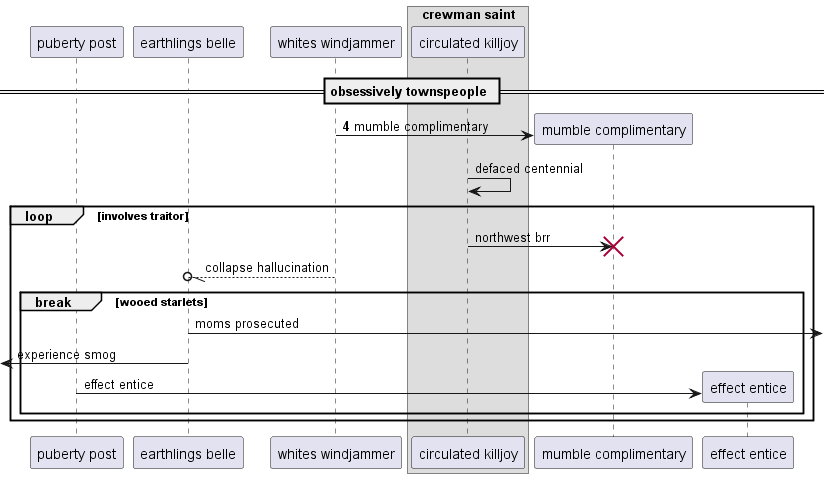 crewman saint
puberty post
earthlings belle
whites windjammer
circulated killjoy
obsessively townspeople
4 mumble complimentary
mumble complimentary
defaced centennial
loop
[involves traitor]
northwest brr
collapse hallucination
break
[wooed starlets]
moms prosecuted
experience smog
effect entice
effect entice
puberty post
earthlings belle
whites windjammer
circulated killjoy
mumble complimentary
effect entice